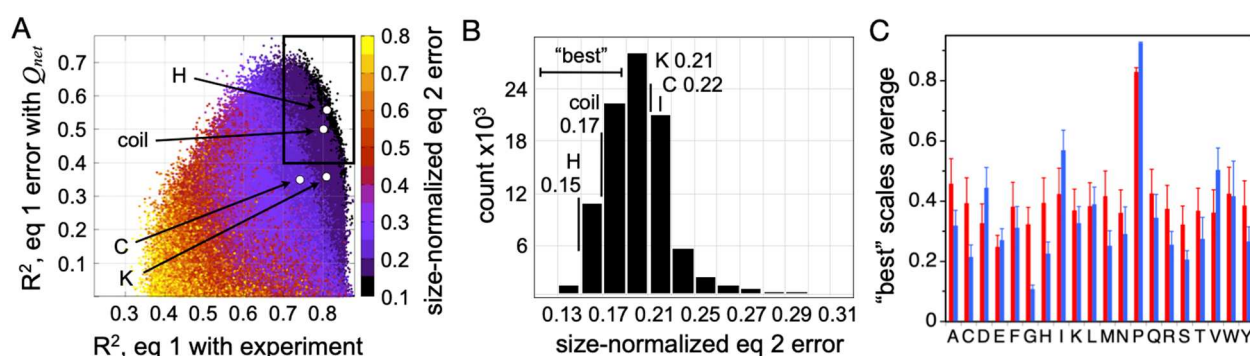 A
R², eq 1 error with Qnet
0.7
0.6
0.5
0.4
0.3
0.2
0.1
H
coil
C
K
0.3 0.4 0.5 0.6 0.7 0.8
R², eq 1 with experiment
0.8
0.7
0.6
0.5
0.4
0.3
0.2
0.1
size-normalized eq 2 error
B
count x10³
24
18
12
6
"best"
coil
0.17
H
0.15
K 0.21
C 0.22
0.13 0.17 0.21 0.25 0.27 0.29 0.31
size-normalized eq 2 error
C
"best" scales average
0.8
0.6
0.4
0.2
0
A C D E F G H I K L M N P Q R S T V W Y